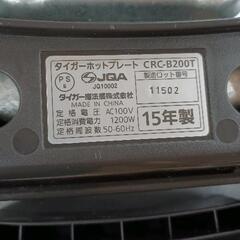 タイガーホットプレート CRC-B200T
PS
E
JQA
JQ10002
製造ロット番号
11502
タイガー魔法瓶株式会社
MADE IN CHINA
定格電圧 AC100V
定格消費電力 1200W
定格周波数 50-60Hz
15年製